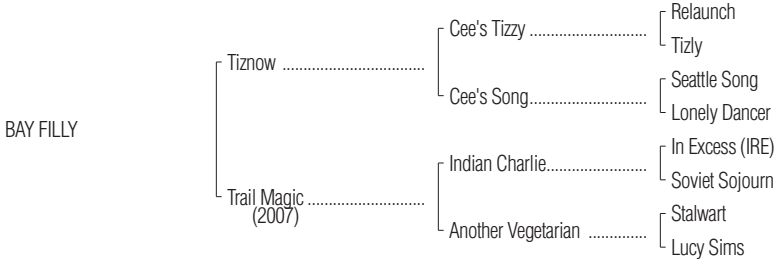 Relaunch
Cee's Tizzy
Tizly
Tiznow
Seattle Song
Cee's Song
Lonely Dancer
BAY FILLY
In Excess (IRE)
Indian Charlie
Soviet Sojourn
Trail Magic
(2007)
Stalwart
Another Vegetarian
Lucy Sims